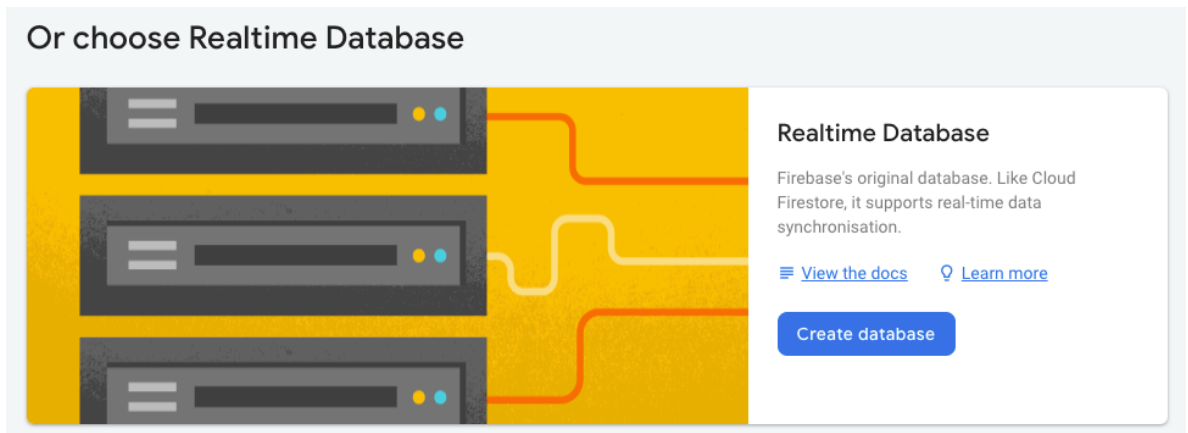 Or choose Realtime Database
Realtime Database
Firebase's original database. Like Cloud
Firestore, it supports real-time data
synchronisation.
View the docs Learn more
Create database